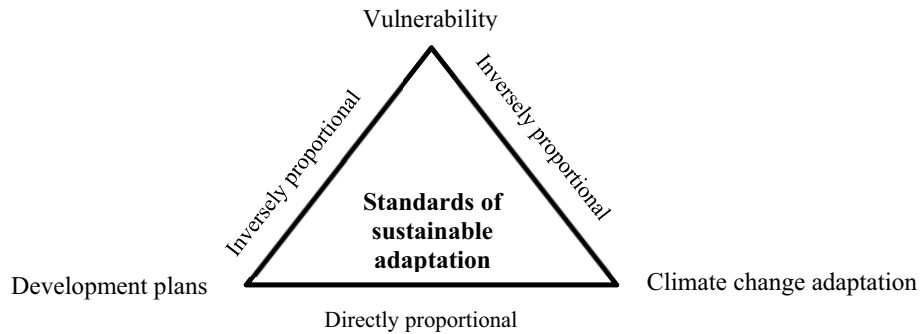 Vulnerability
Inversely proportional
Inversely proportional
Standards of
sustainable
adaptation
Development plans
Climate change adaptation
Directly proportional